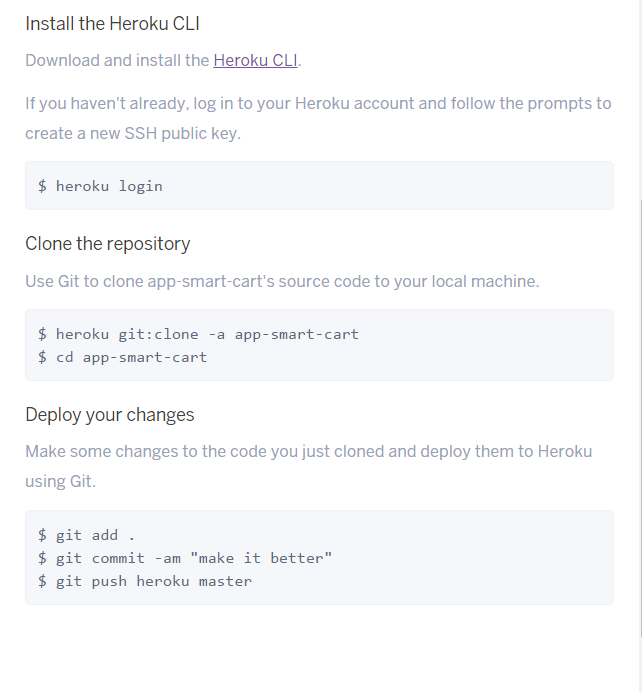 Install the Heroku CLI
Download and install the Heroku CLI.
If you haven't already, log in to your Heroku account and follow the prompts to
create a new SSH public key.
$ heroku login
Clone the repository
Use Git to clone app-smart-cart's source code to your local machine.
$ heroku git:clone -a app-smart-cart
$ cd app-smart-cart
Deploy your changes
Make some changes to the code you just cloned and deploy them to Heroku
using Git.
$ git add .
$ git commit -am "make it better"
$ git push heroku master